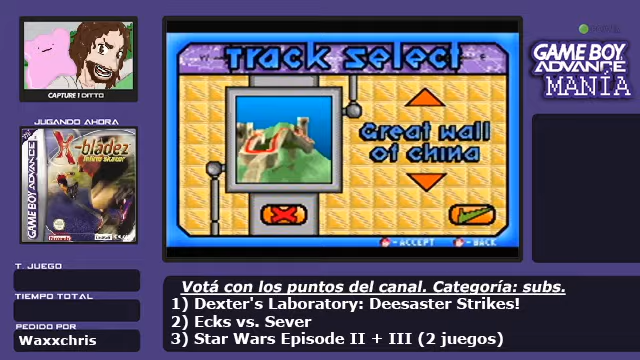 CAPTURE 1 DITTO
JUGANDO AHORA
GAME BOY ADVANCE
X-bladez
Inline Skater
T. JUEGO
TIEMPO TOTAL
PEDIDO POR
Waxxchris
Track select
Great wall
of china
-ACCEPT
-BACK
GAME BOY
ADVANCE
MANÍA
Votá con los puntos del canal. Categoría: subs.
1) Dexter's Laboratory: Deesaster Strikes!
2) Ecks vs. Sever
3) Star Wars Episode II + III (2 juegos)